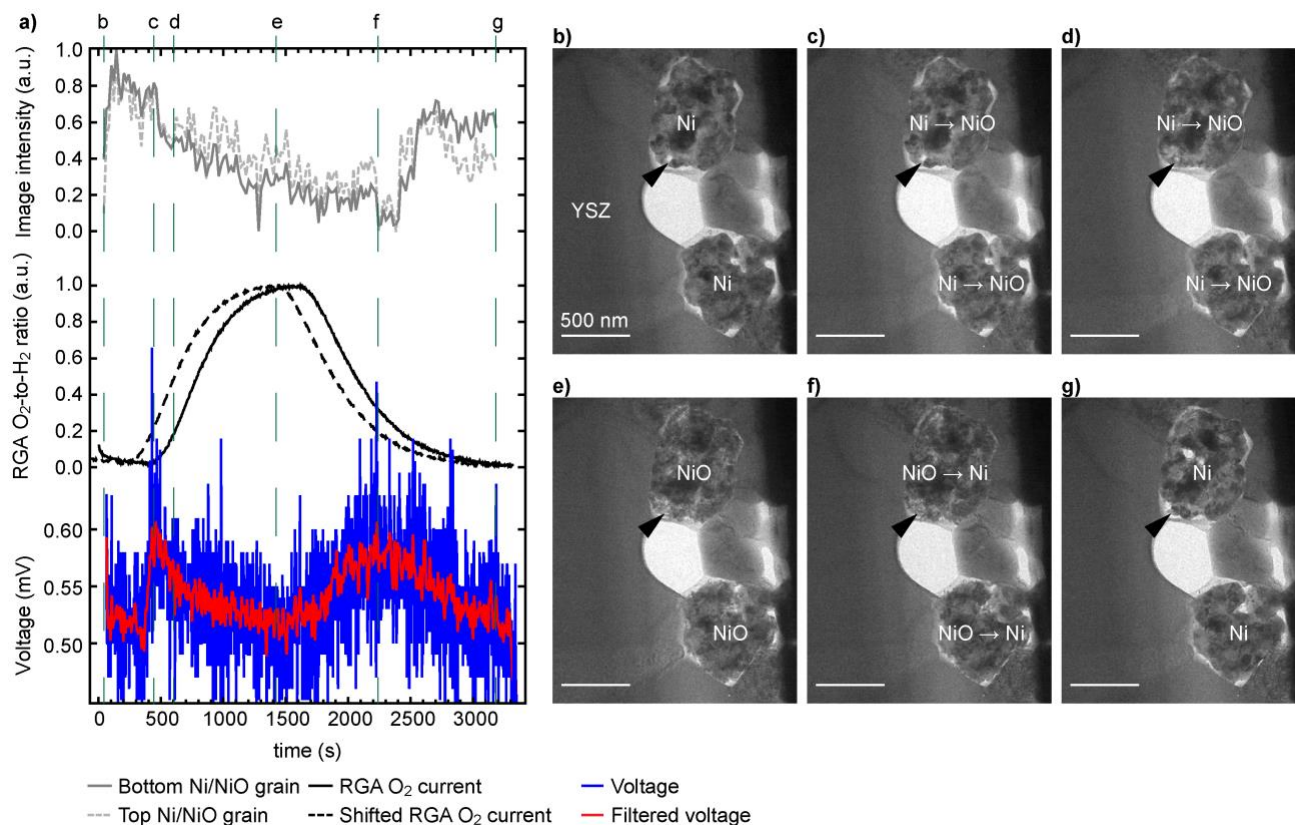 a)
b c d e f g
Image intensity (a.u.)
1.0
0.8
0.6
0.4
0.2
0.0
RGA O₂-to-H₂ ratio (a.u.)
1.0
0.8
0.6
0.4
0.2
0.0
Voltage (mV)
0.60
0.55
0.50
0 500 1000 1500 2000 2500 3000
time (s)
Bottom Ni/NiO grain RGA O₂ current Voltage
Top Ni/NiO grain Shifted RGA O₂ current Filtered voltage
b)
Ni
YSZ
Ni
500 nm
c)
Ni → NiO
Ni → NiO
d)
Ni → NiO
Ni → NiO
e)
NiO
NiO
f)
NiO → Ni
NiO → Ni
g)
Ni
Ni